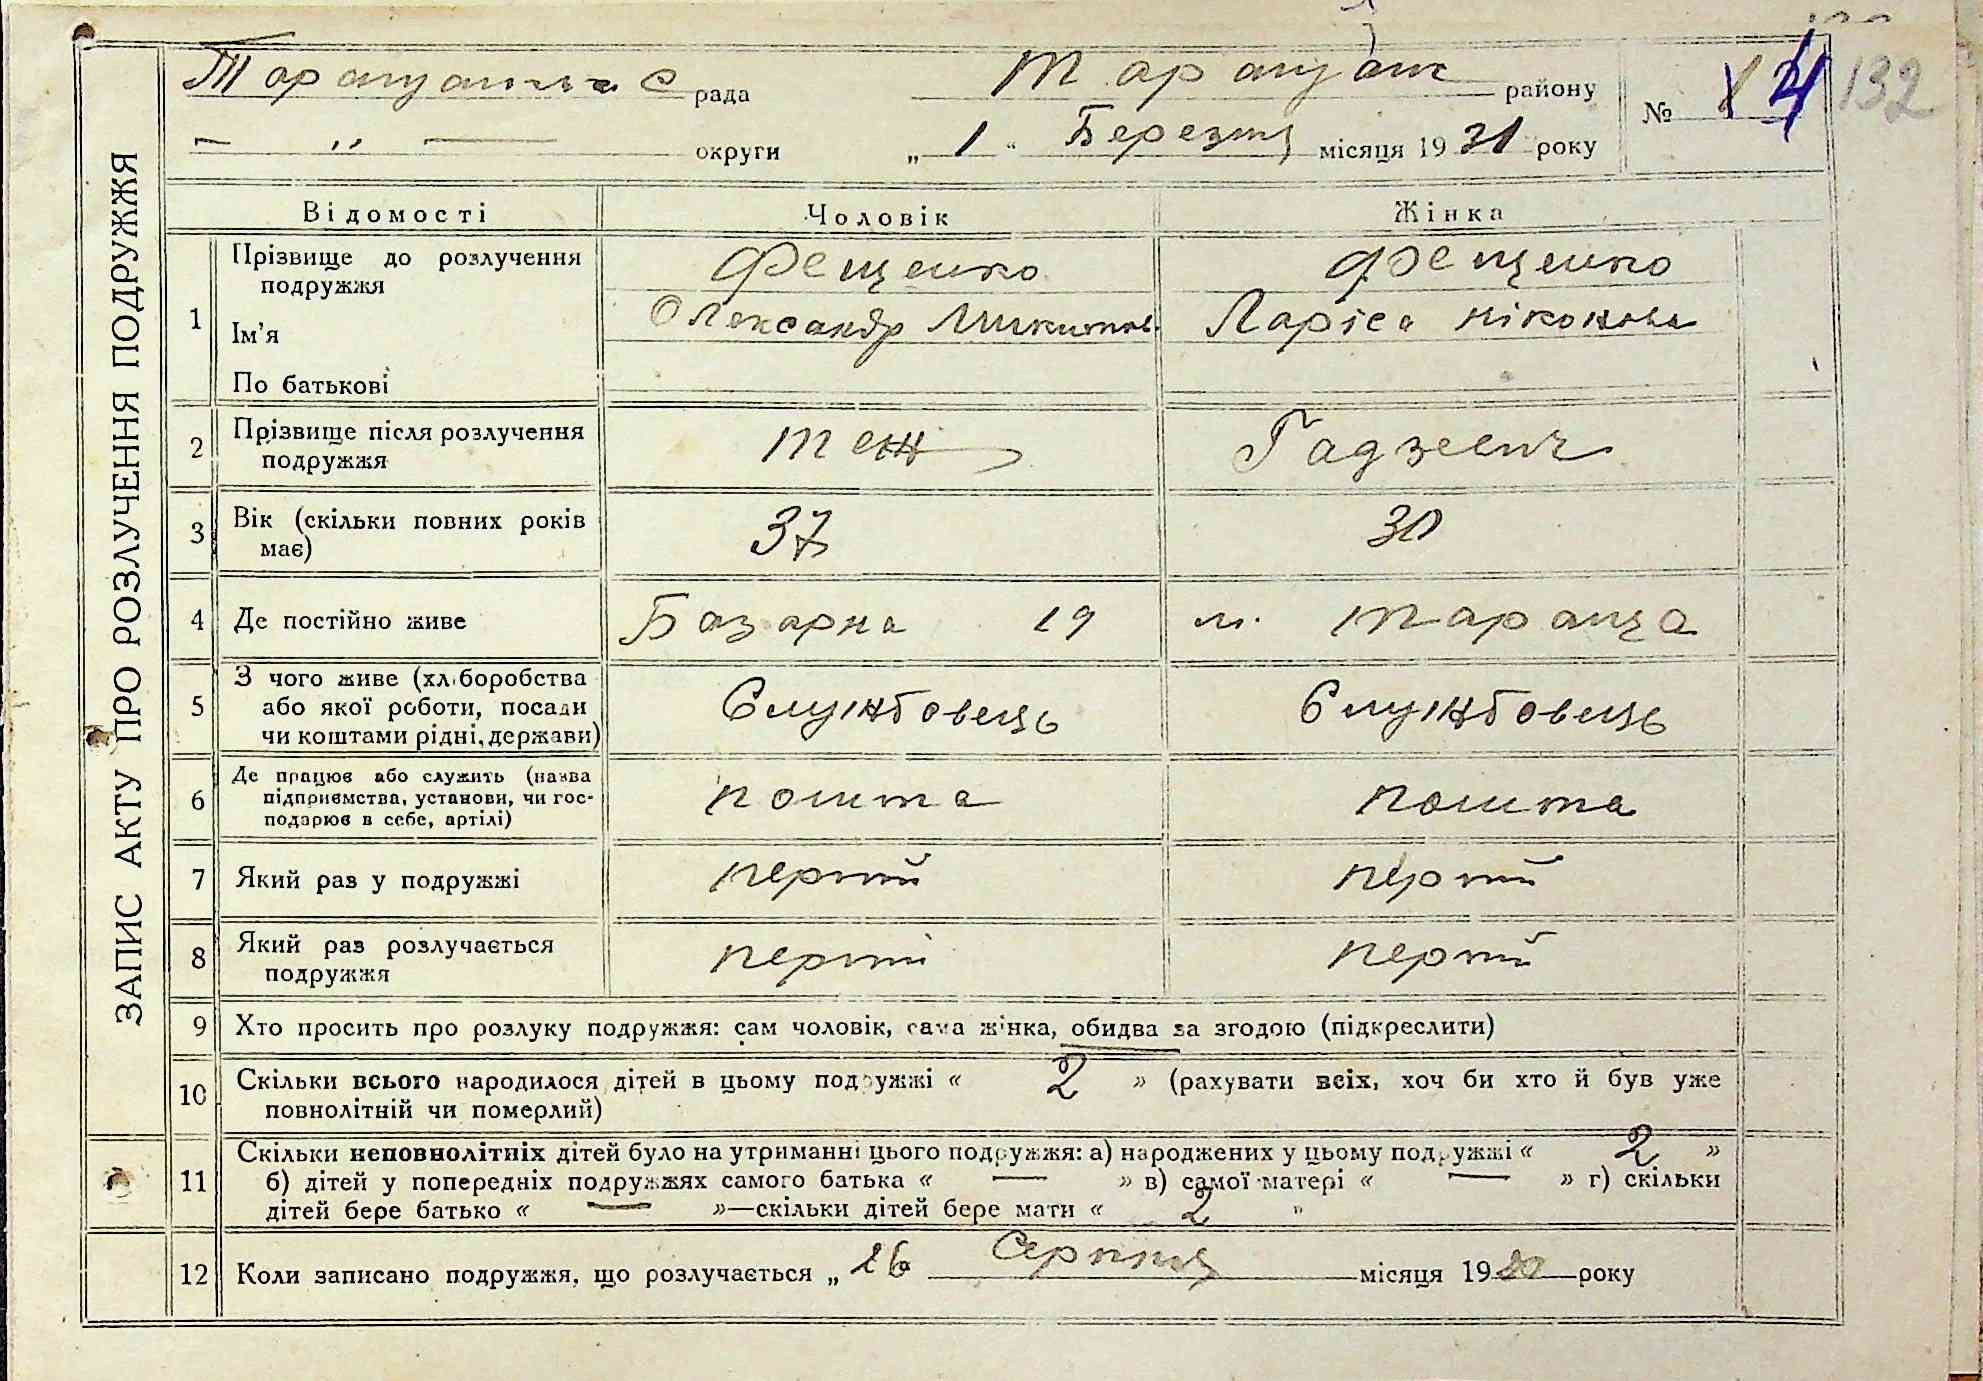 ЗАПИС АКТУ ПРО РОЗЛУЧЕННЯ ПОДРУЖЖЯ
Таращанська рада Таращанськ району № 4 132
— „ — округи „ 1 “ Березня місяця 1931 року
Відомості Чоловік Жінка
1 Прізвище до розлучення подружжя Фещенко Фещенко
Ім'я Олександр Микитов. ЛарісаНіконовна
По батькові
2 Прізвище після розлучення подружжя теж Гадзевич
3 Вік (скільки повних років має) 37 30
4 Де постійно живе Базарна 19 м. Тараща
5 З чого живе (хліборобства або якої роботи, посади чи коштами рідні, держави) Службовець Службовець
6 Де працює або служить (назва підприємства, установи, чи господарює в себе, артілі) пошта пошта
7 Який раз у подружжі перший перший
8 Який раз розлучається подружжя перший перший
9 Хто просить про розлуку подружжя: сам чоловік, сама жінка, обидва за згодою (підкреслити)
10 Скільки всього народилося дітей в цьому подружжі « 2 » (рахувати всіх, хоч би хто й був уже
повнолітній чи померлий)
11 Скільки неповнолітніх дітей було на утриманні цього подружжя: а) народжених у цьому подружжі « 2 »
б) дітей у попередніх подружжях самого батька « — » в) самої матері « — » г) скільки
дітей бере батько « — »—скільки дітей бере мати « 2 »
12 Коли записано подружжя, що розлучається „ 26 Серпня місяця 1920 року